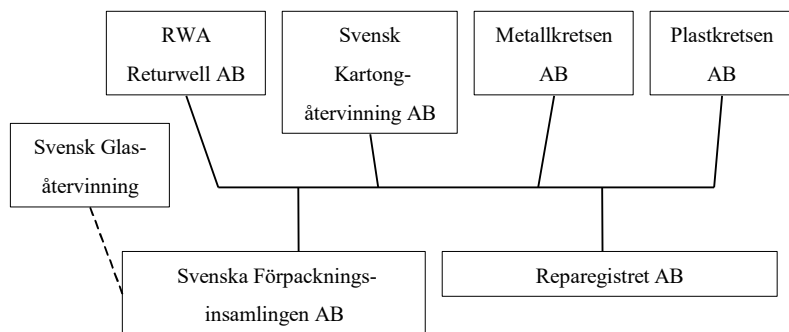 RWA
Returwell AB
Svensk
Kartong-
återvinning AB
Metallkretsen
AB
Plastkretsen
AB
Svensk Glas-
återvinning
Svenska Förpacknings-
insamlingen AB
Reparegistret AB